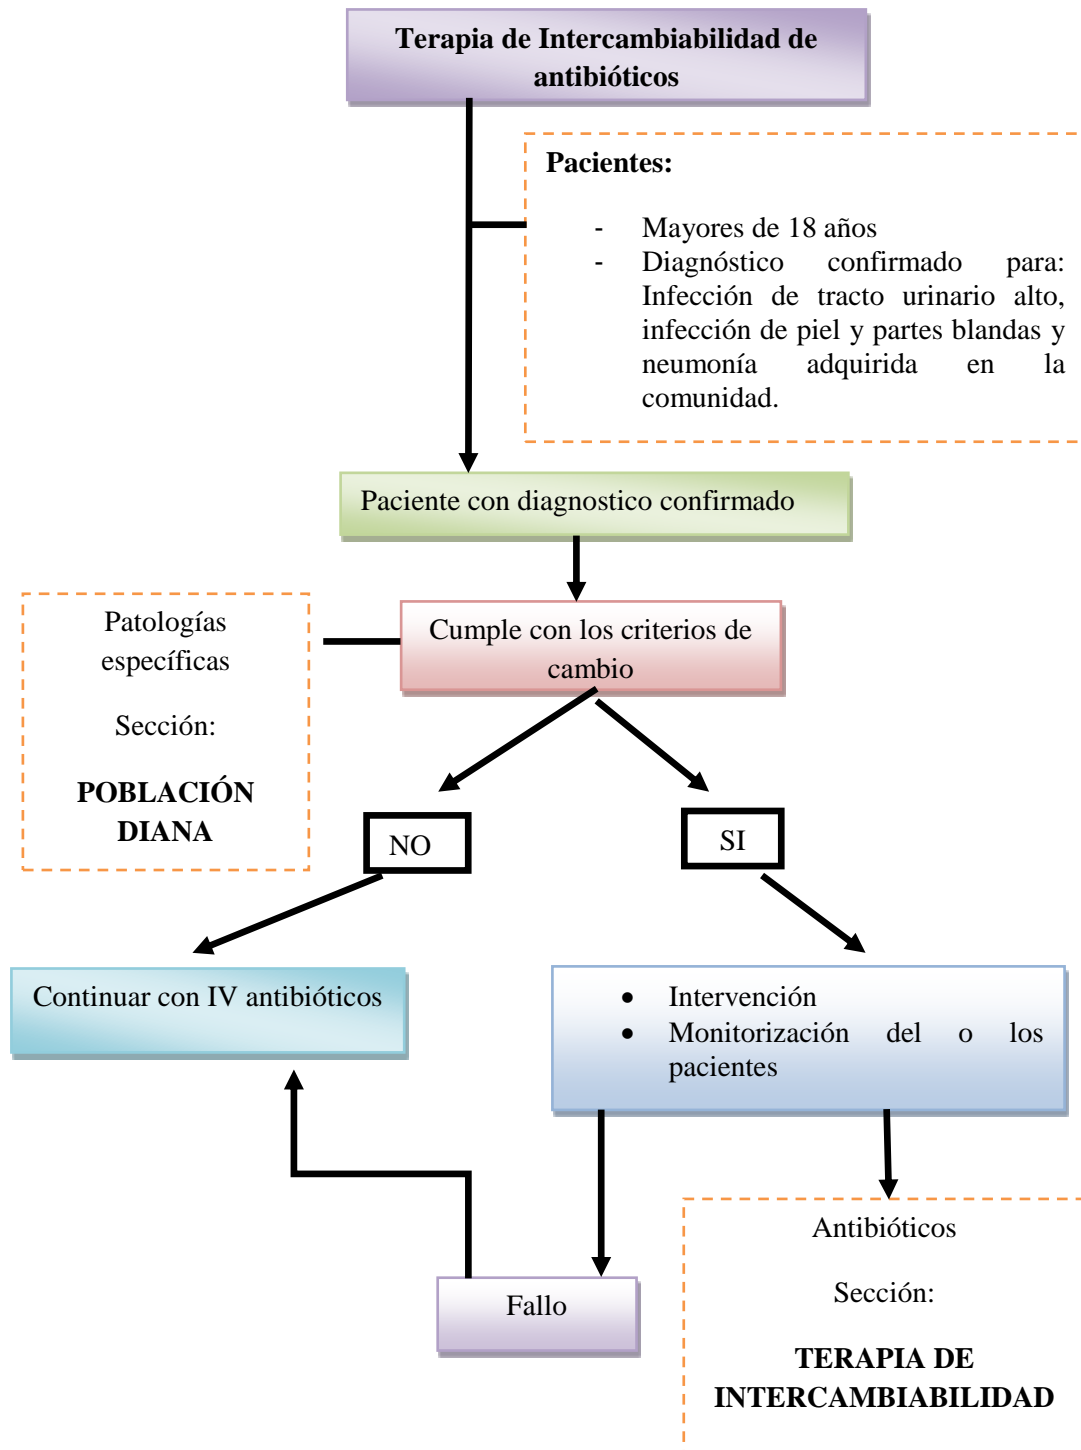 Terapia de Intercambiabilidad de
antibióticos
Pacientes:
- Mayores de 18 años
- Diagnóstico confirmado para:
Infección de tracto urinario alto,
infección de piel y partes blandas y
neumonía adquirida en la
comunidad.
Paciente con diagnostico confirmado
Patologías
específicas
Sección:
POBLACIÓN
DIANA
Cumple con los criterios de
cambio
NO
SI
Continuar con IV antibióticos
• Intervención
• Monitorización del o los
pacientes
Fallo
Antibióticos
Sección:
TERAPIA DE
INTERCAMBIABILIDAD